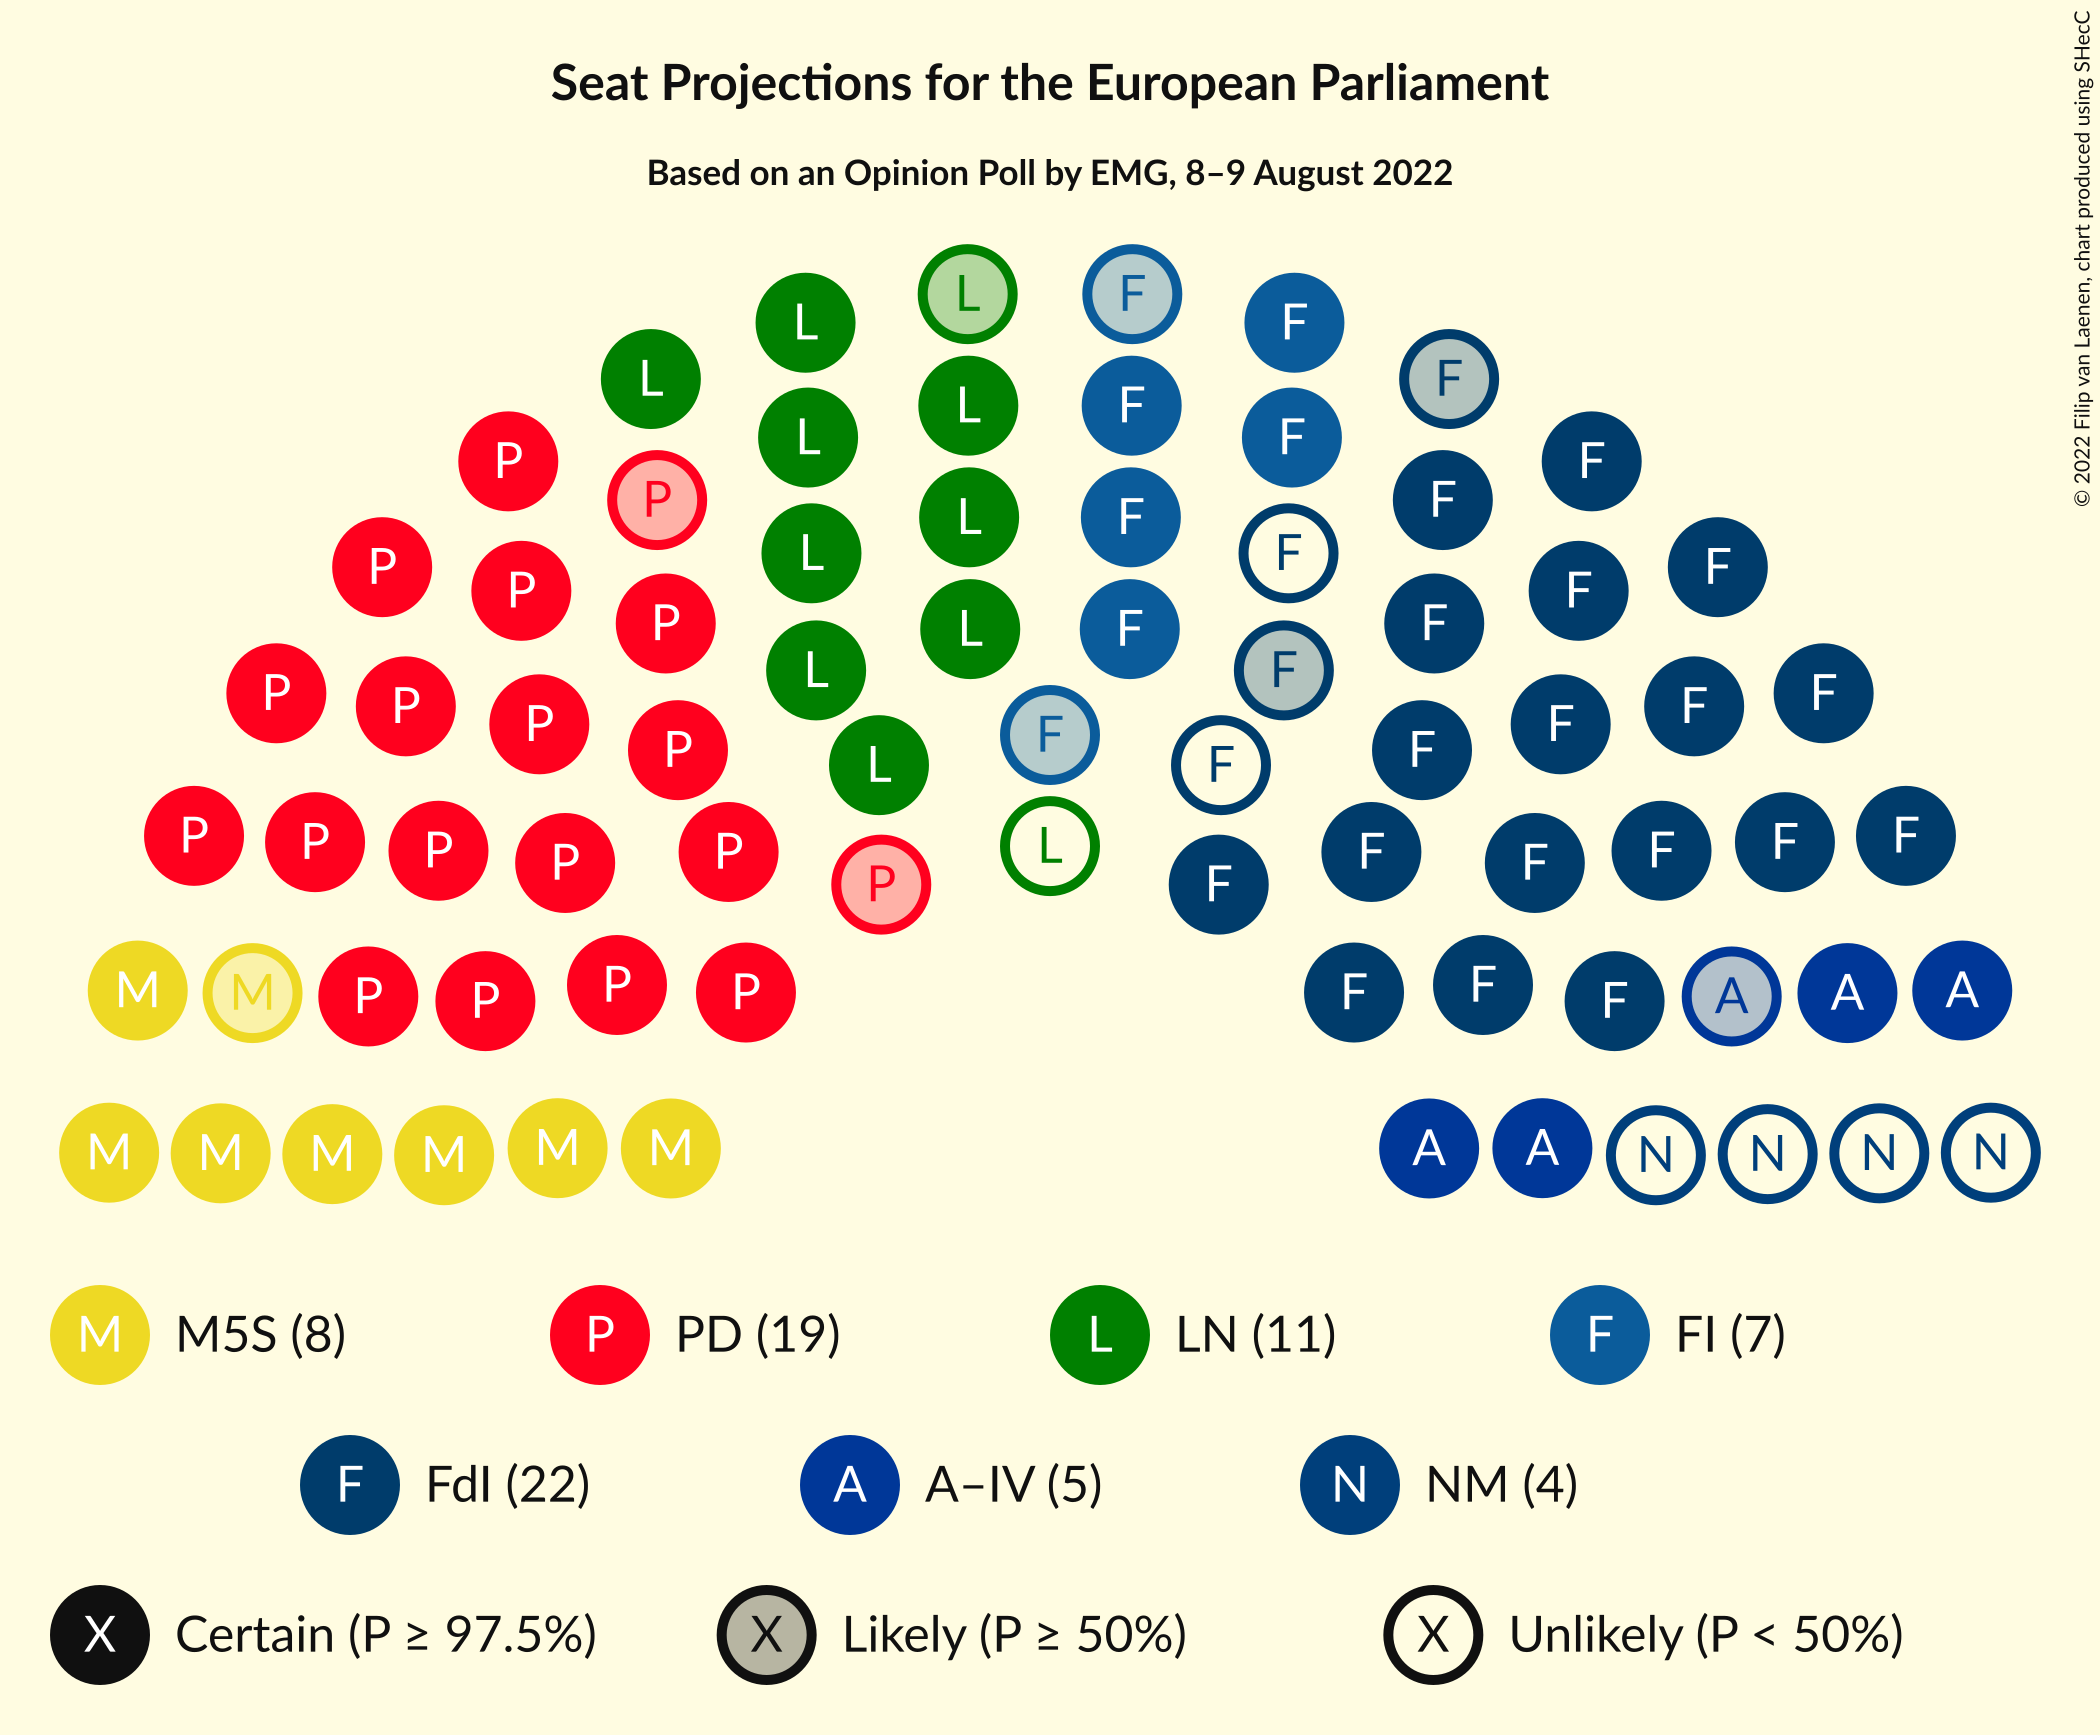 Seat Projections for the European Parliament
Based on an Opinion Poll by EMG, 8–9 August 2022
© 2022 Filip van Laenen, chart produced using SHecC
L F
L F
L F
L F
P F
L F
L F
P F
L F
L F
P F
P F
P F
P F
L F
P F
P F
P F
P F
F
L F
P F
P F
P F
L
P F
P F
P F
P F
P F
M M P P P P F F F A A A
M M M M M M A A N N N N
M M5S (8) P PD (19) L LN (11) F FI (7)
F FdI (22) A A–IV (5) N NM (4)
X Certain (P ≥ 97.5%) X Likely (P ≥ 50%) X Unlikely (P < 50%)